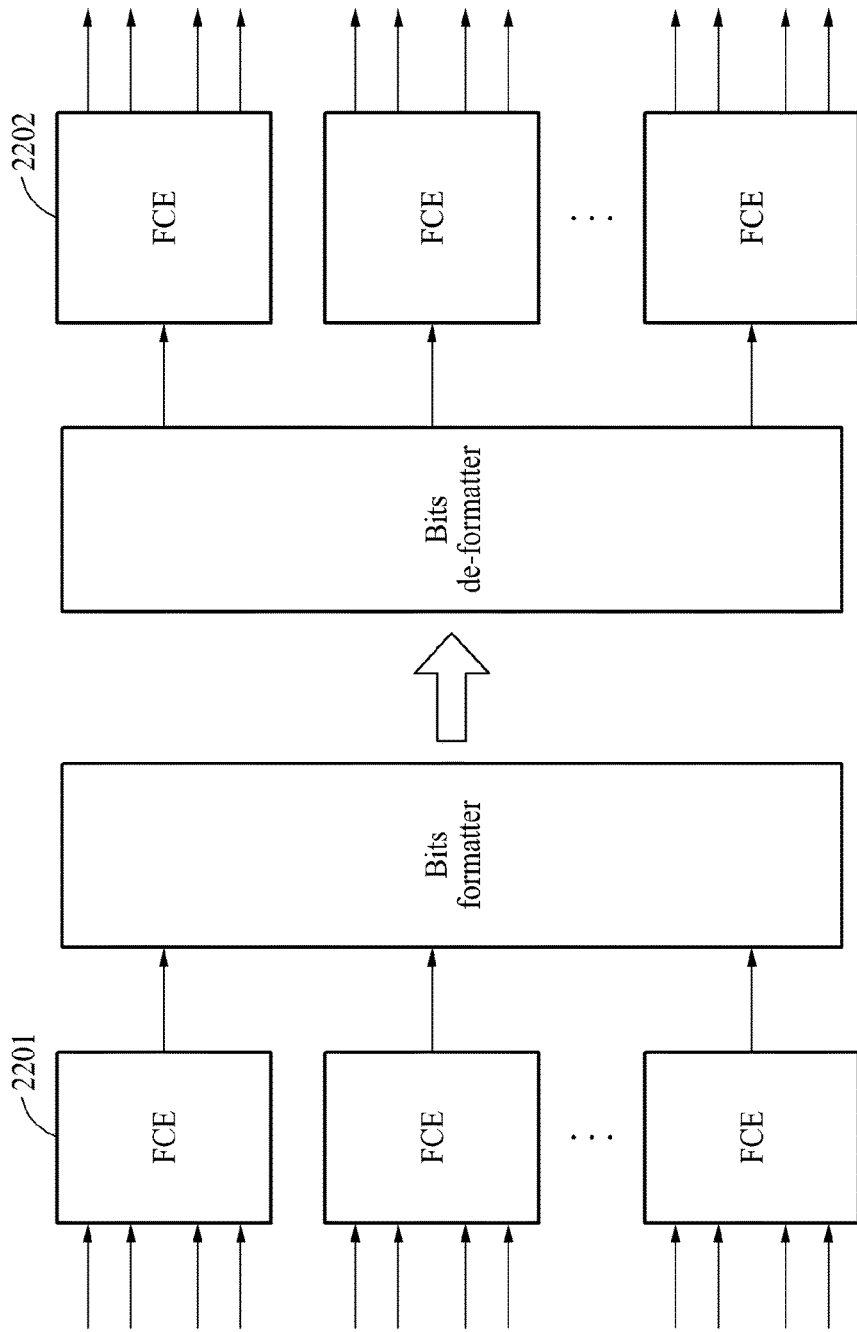 2201
FCE
FCE
. . .
FCE
Bits
formatter
Bits
de-formatter
2202
FCE
FCE
. . .
FCE